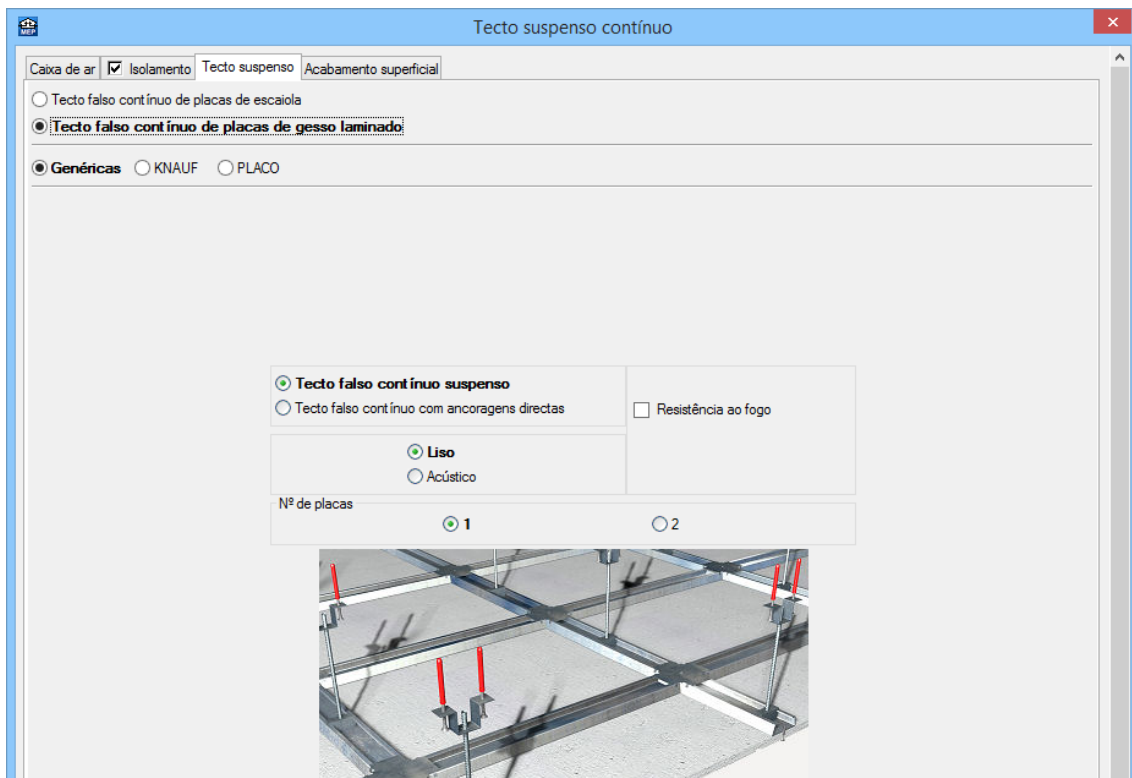 MEP
Tecto suspenso contínuo
Caixa de ar Isolamento Tecto suspenso Acabamento superficial
Tecto falso contínuo de placas de escaiola
Tecto falso contínuo de placas de gesso laminado
Genéricas KNAUF PLACO
Tecto falso contínuo suspenso
Tecto falso contínuo com ancoragens directas
Resistência ao fogo
Liso
Acústico
Nº de placas
1 2